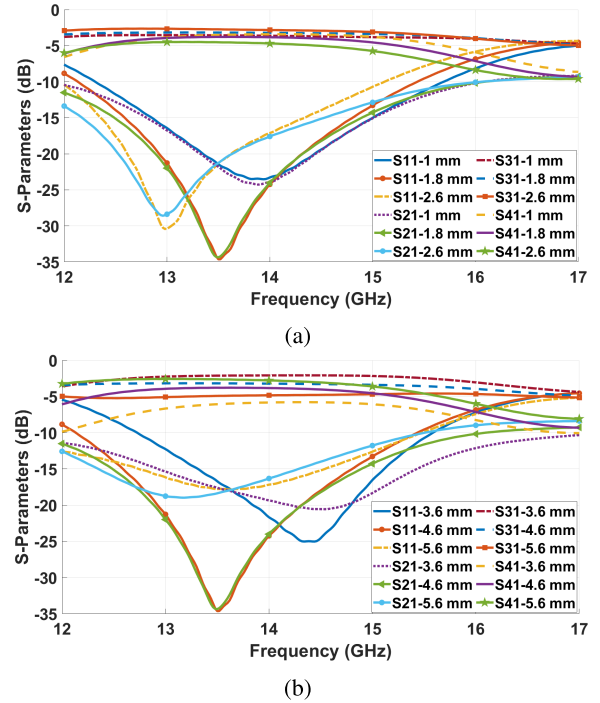 0
-5
-10
-15
-20
-25
-30
-35
S-Parameters (dB)
S11-1 mm
S11-1.8 mm
S11-2.6 mm
S21-1 mm
S21-1.8 mm
S21-2.6 mm
S31-1 mm
S31-1.8 mm
S31-2.6 mm
S41-1 mm
S41-1.8 mm
S41-2.6 mm
12 13 14 15 16 17
Frequency (GHz)
(a)
0
-5
-10
-15
-20
-25
-30
-35
S-Parameters (dB)
S11-3.6 mm
S11-4.6 mm
S11-5.6 mm
S21-3.6 mm
S21-4.6 mm
S21-5.6 mm
S31-3.6 mm
S31-4.6 mm
S31-5.6 mm
S41-3.6 mm
S41-4.6 mm
S41-5.6 mm
12 13 14 15 16 17
Frequency (GHz)
(b)